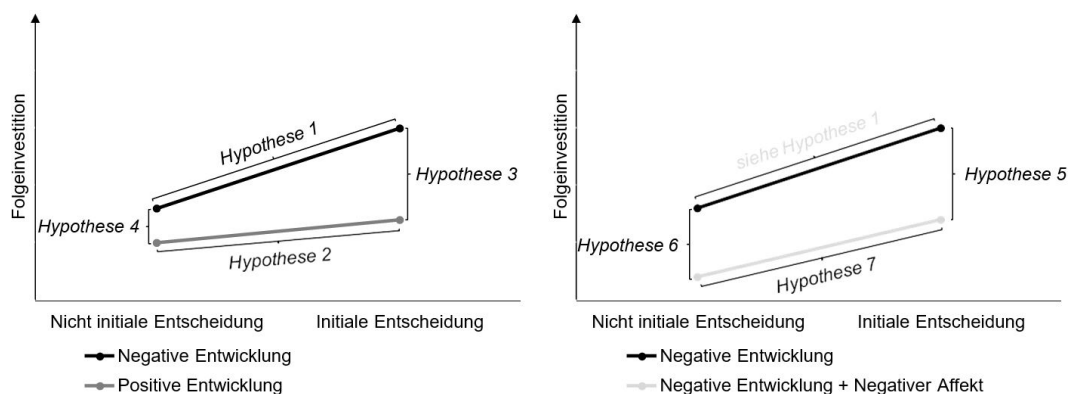 Folgeinvestition
Hypothese 1
Hypothese 3
Hypothese 4
Hypothese 2
Nicht initiale Entscheidung
Initiale Entscheidung
Negative Entwicklung
Positive Entwicklung
Folgeinvestition
siehe Hypothese 1
Hypothese 5
Hypothese 6
Hypothese 7
Nicht initiale Entscheidung
Initiale Entscheidung
Negative Entwicklung
Negative Entwicklung + Negativer Affekt